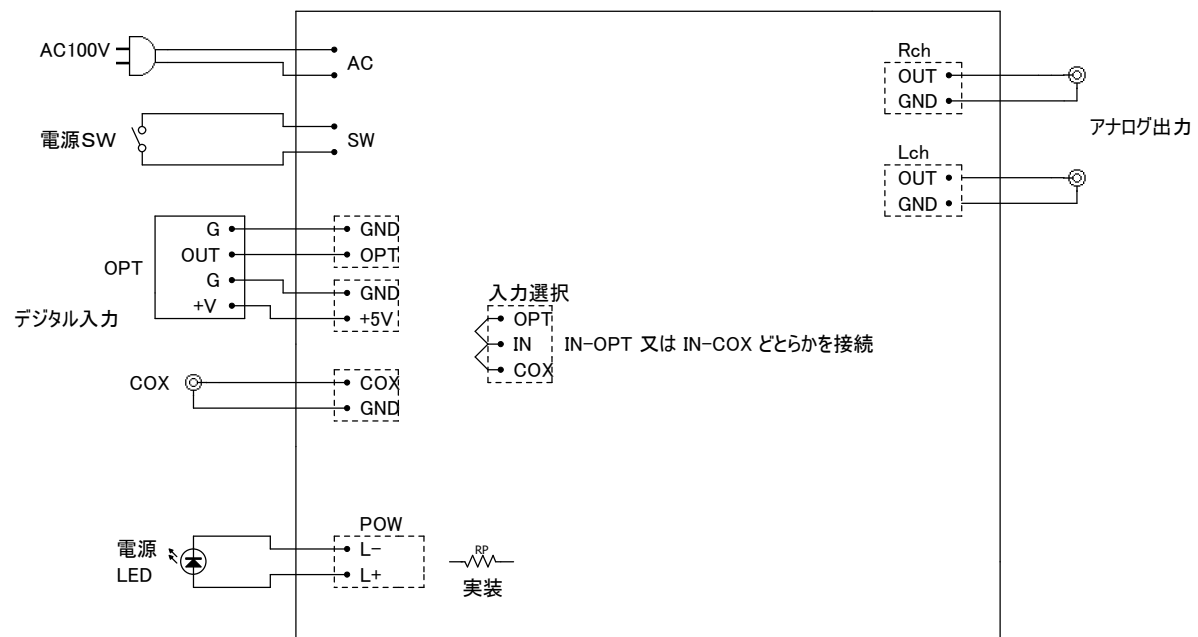 AC100V
AC
電源SW
SW
Rch
OUT
GND
アナログ出力
Lch
OUT
GND
G
OUT
G
+V
OPT
デジタル入力
GND
OPT
GND
+5V
入力選択
OPT
IN
COX
IN-OPT 又は IN-COX どとらかを接続
COX
COX
GND
電源
LED
POW
L-
L+
RP
実装